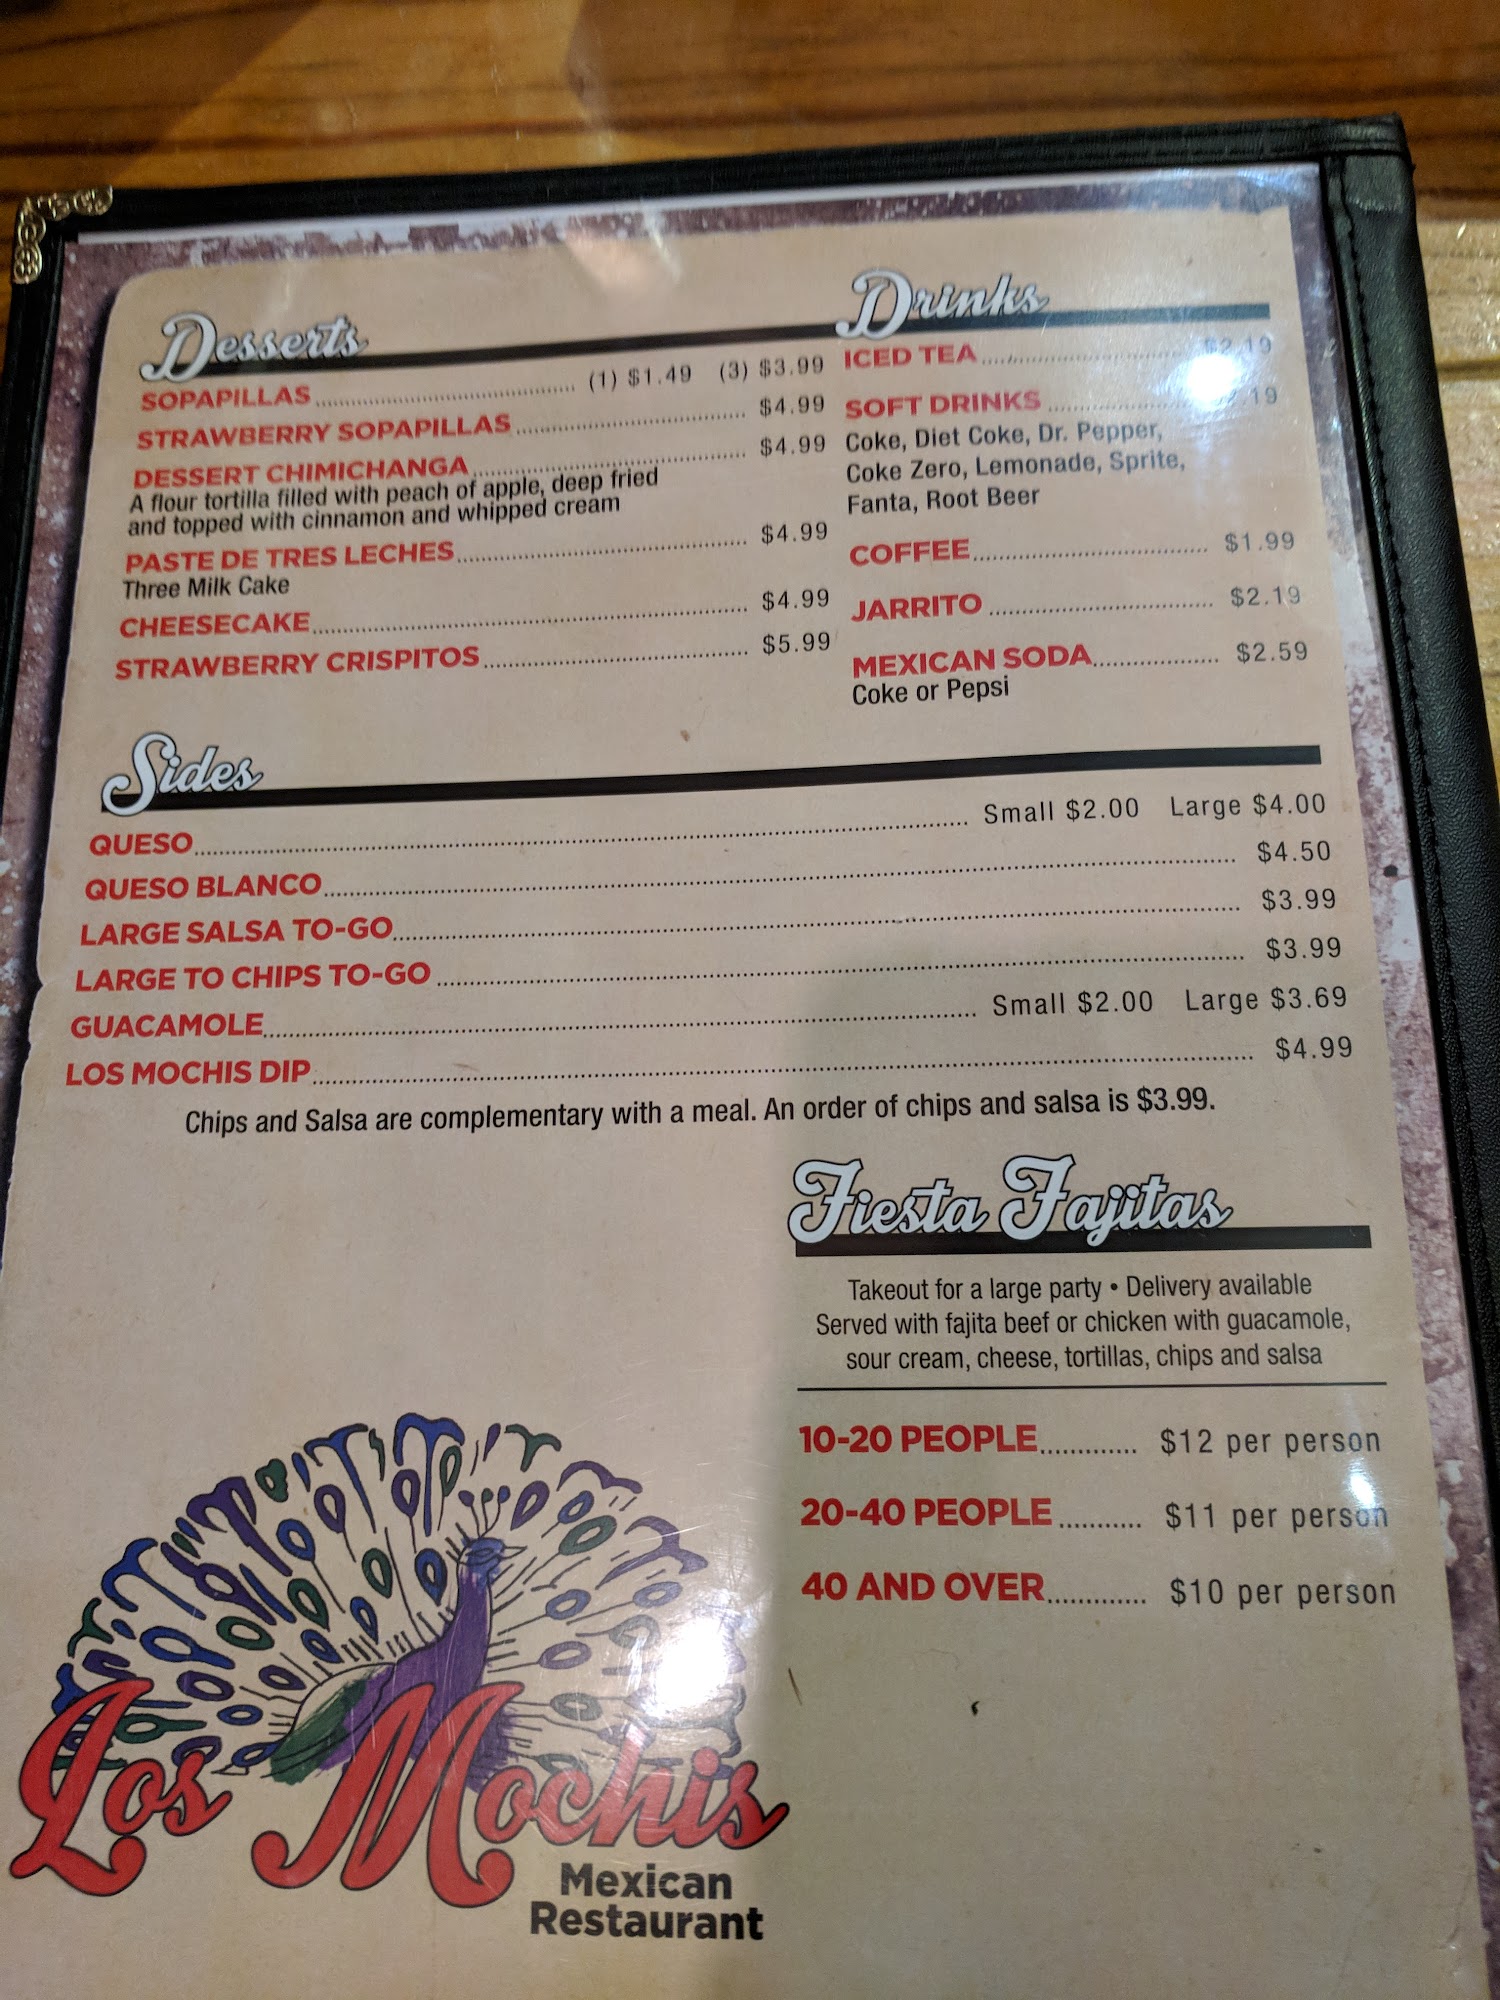 Desserts
SOPAPILLAS (1) $1.49 (3) $3.99
STRAWBERRY SOPAPILLAS $4.99
DESSERT CHIMICHANGA $4.99
A flour tortilla filled with peach of apple, deep fried
and topped with cinnamon and whipped cream
PASTE DE TRES LECHES $4.99
Three Milk Cake
CHEESECAKE $4.99
STRAWBERRY CRISPITOS $5.99
Drinks
ICED TEA $2.19
SOFT DRINKS
Coke, Diet Coke, Dr. Pepper,
Coke Zero, Lemonade, Sprite,
Fanta, Root Beer
COFFEE $1.99
JARRITO $2.19
MEXICAN SODA $2.59
Coke or Pepsi
Sides
QUESO Small $2.00 Large $4.00
QUESO BLANCO $4.50
LARGE SALSA TO-GO $3.99
LARGE TO CHIPS TO-GO $3.99
GUACAMOLE Small $2.00 Large $3.69
LOS MOCHIS DIP $4.99
Chips and Salsa are complementary with a meal. An order of chips and salsa is $3.99.
Fiesta Fajitas
Takeout for a large party • Delivery available
Served with fajita beef or chicken with guacamole,
sour cream, cheese, tortillas, chips and salsa
10-20 PEOPLE $12 per person
20-40 PEOPLE $11 per person
40 AND OVER $10 per person
Los Mochis
Mexican
Restaurant